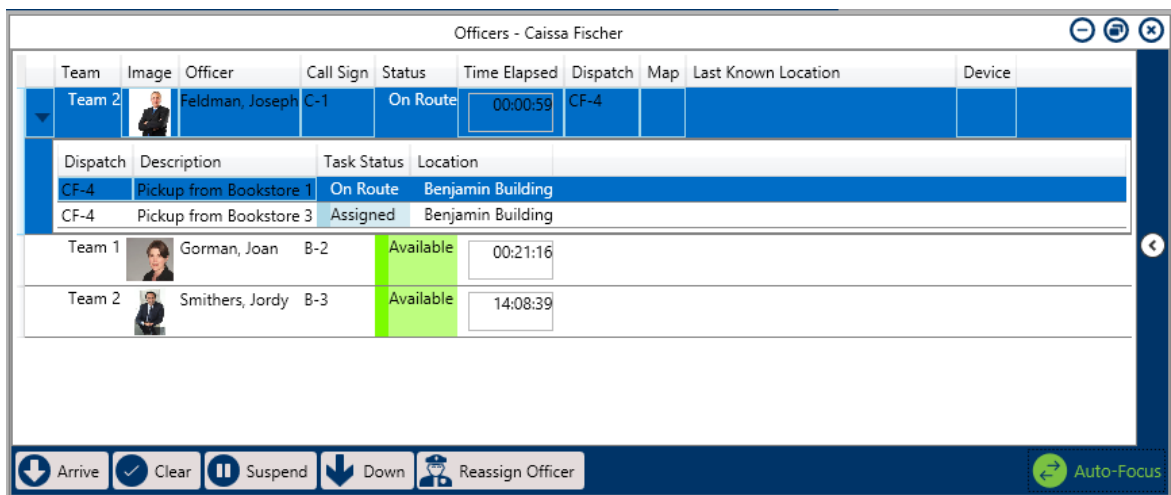 Officers - Caissa Fischer
Team Image Officer Call Sign Status Time Elapsed Dispatch Map Last Known Location Device
Team 2 Feldman, Joseph C-1 On Route 00:00:59 CF-4
Dispatch Description Task Status Location
CF-4 Pickup from Bookstore 1 On Route Benjamin Building
CF-4 Pickup from Bookstore 3 Assigned Benjamin Building
Team 1 Gorman, Joan B-2 Available 00:21:16
Team 2 Smithers, Jordy B-3 Available 14:08:39
Arrive Clear Suspend Down Reassign Officer Auto-Focus